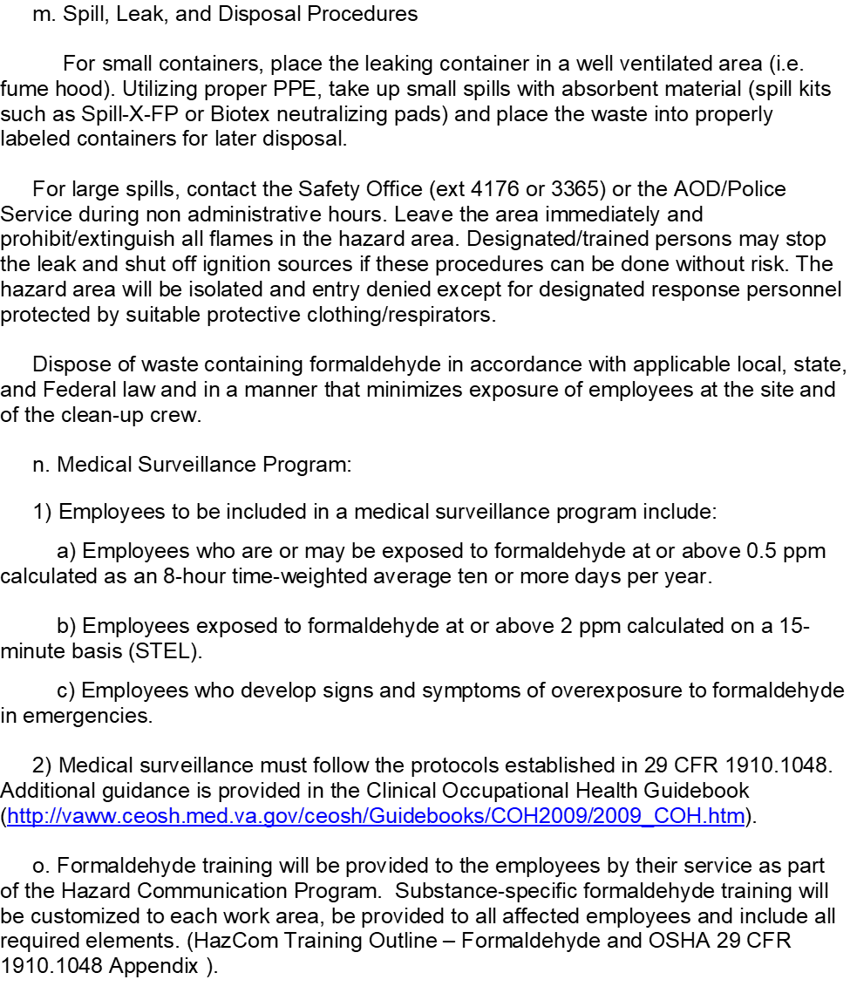 m. Spill, Leak, and Disposal Procedures
For small containers, place the leaking container in a well ventilated area (i.e.
fume hood). Utilizing proper PPE, take up small spills with absorbent material (spill kits
such as Spill-X-FP or Biotex neutralizing pads) and place the waste into properly
labeled containers for later disposal.
For large spills, contact the Safety Office (ext 4176 or 3365) or the AOD/Police
Service during non administrative hours. Leave the area immediately and
prohibit/extinguish all flames in the hazard area. Designated/trained persons may stop
the leak and shut off ignition sources if these procedures can be done without risk. The
hazard area will be isolated and entry denied except for designated response personnel
protected by suitable protective clothing/respirators.
Dispose of waste containing formaldehyde in accordance with applicable local, state,
and Federal law and in a manner that minimizes exposure of employees at the site and
of the clean-up crew.
n. Medical Surveillance Program:
1) Employees to be included in a medical surveillance program include:
a) Employees who are or may be exposed to formaldehyde at or above 0.5 ppm
calculated as an 8-hour time-weighted average ten or more days per year.
b) Employees exposed to formaldehyde at or above 2 ppm calculated on a 15-
minute basis (STEL).
c) Employees who develop signs and symptoms of overexposure to formaldehyde
in emergencies.
2) Medical surveillance must follow the protocols established in 29 CFR 1910.1048.
Additional guidance is provided in the Clinical Occupational Health Guidebook
(http://vaww.ceosh.med.va.gov/ceosh/Guidebooks/COH2009/2009_COH.htm).
o. Formaldehyde training will be provided to the employees by their service as part
of the Hazard Communication Program.  Substance-specific formaldehyde training will
be customized to each work area, be provided to all affected employees and include all
required elements. (HazCom Training Outline – Formaldehyde and OSHA 29 CFR
1910.1048 Appendix ).